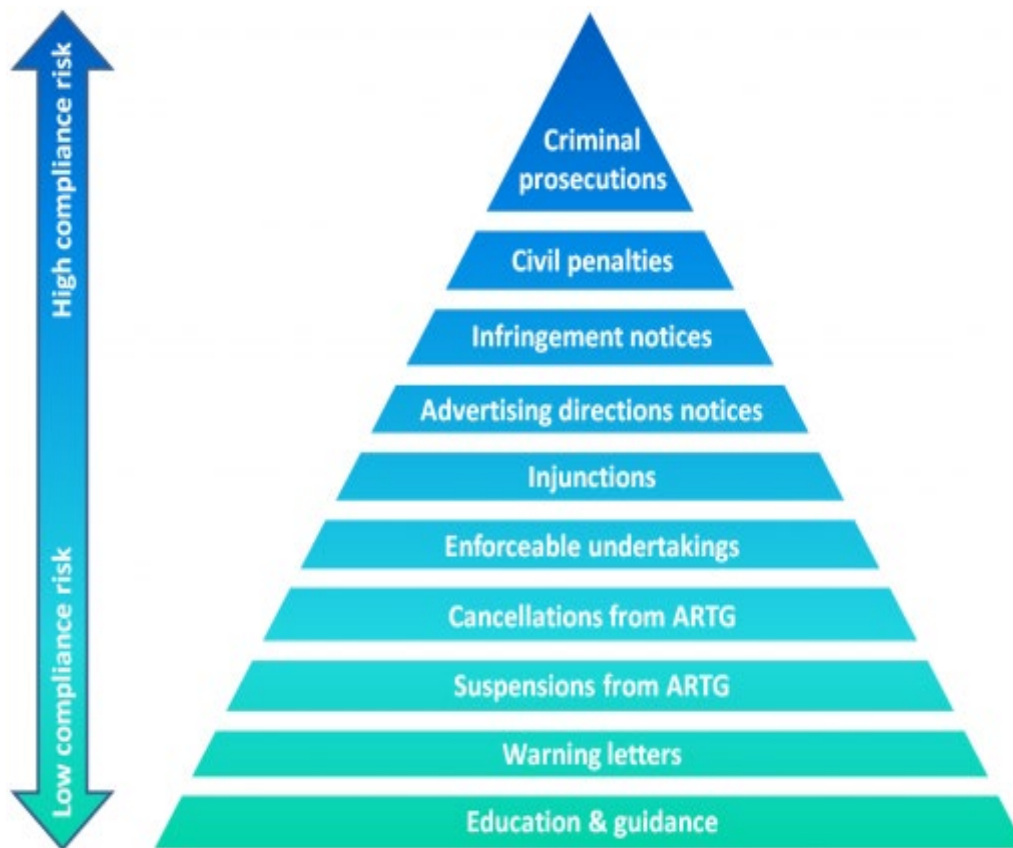 High compliance risk
Low compliance risk
Criminal
prosecutions
Civil penalties
Infringement notices
Advertising directions notices
Injunctions
Enforceable undertakings
Cancellations from ARTG
Suspensions from ARTG
Warning letters
Education & guidance